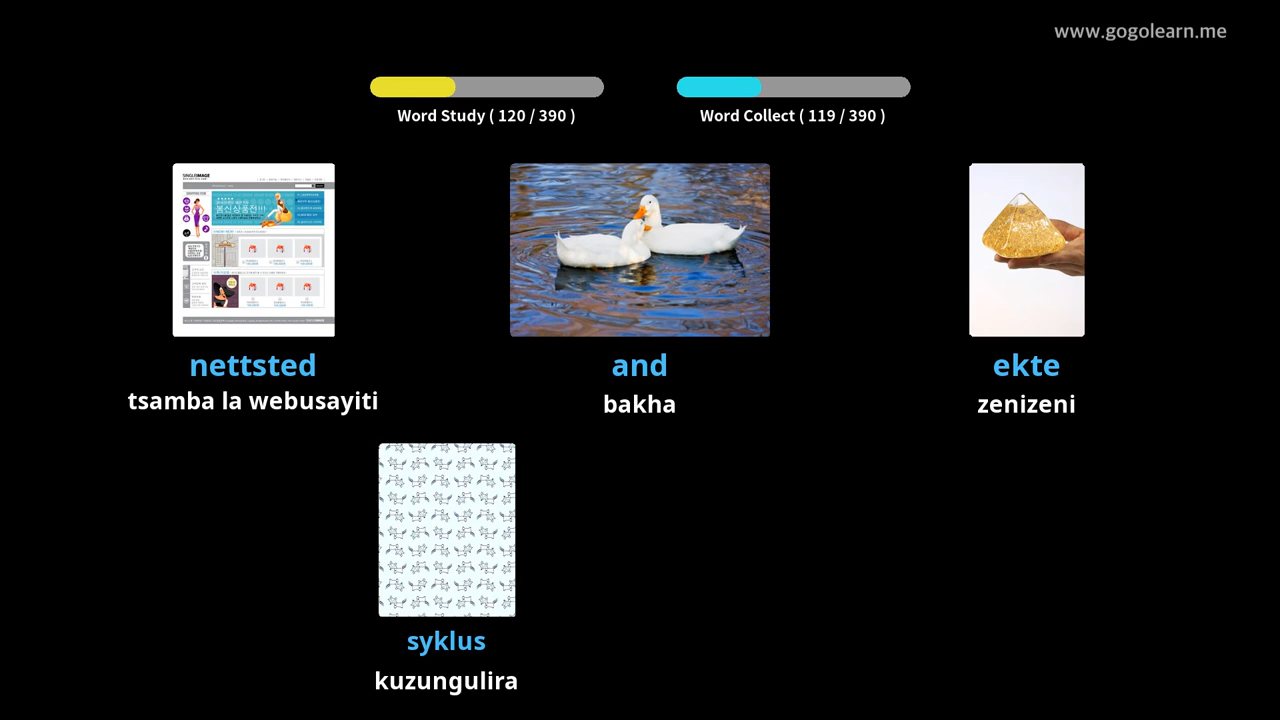 www.gogolearn.me
Word Study ( 120 / 390 )
Word Collect ( 119 / 390 )
nettsted
tsamba la webusayiti
and
bakha
ekte
zenizeni
syklus
kuzungulira